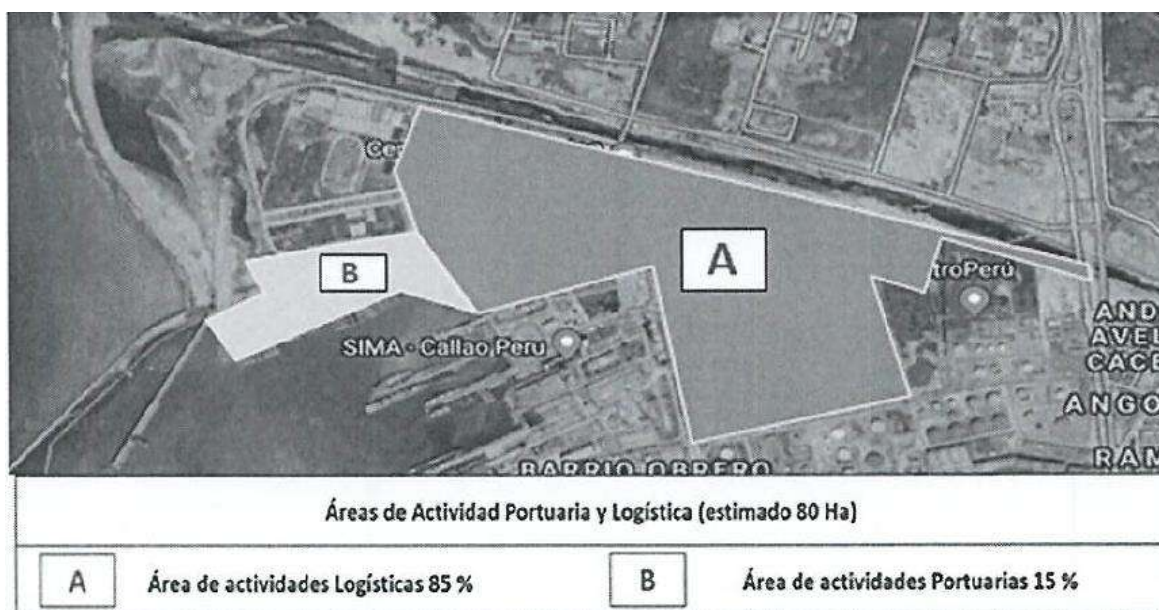 A
B
troPerú
SIMA - Callao Peru
AND
AVEL
CACE
ANGO
BARRIO OBRERO
RAM
Áreas de Actividad Portuaria y Logística (estimado 80 Ha)
A Área de actividades Logísticas 85 %
B Área de actividades Portuarias 15 %